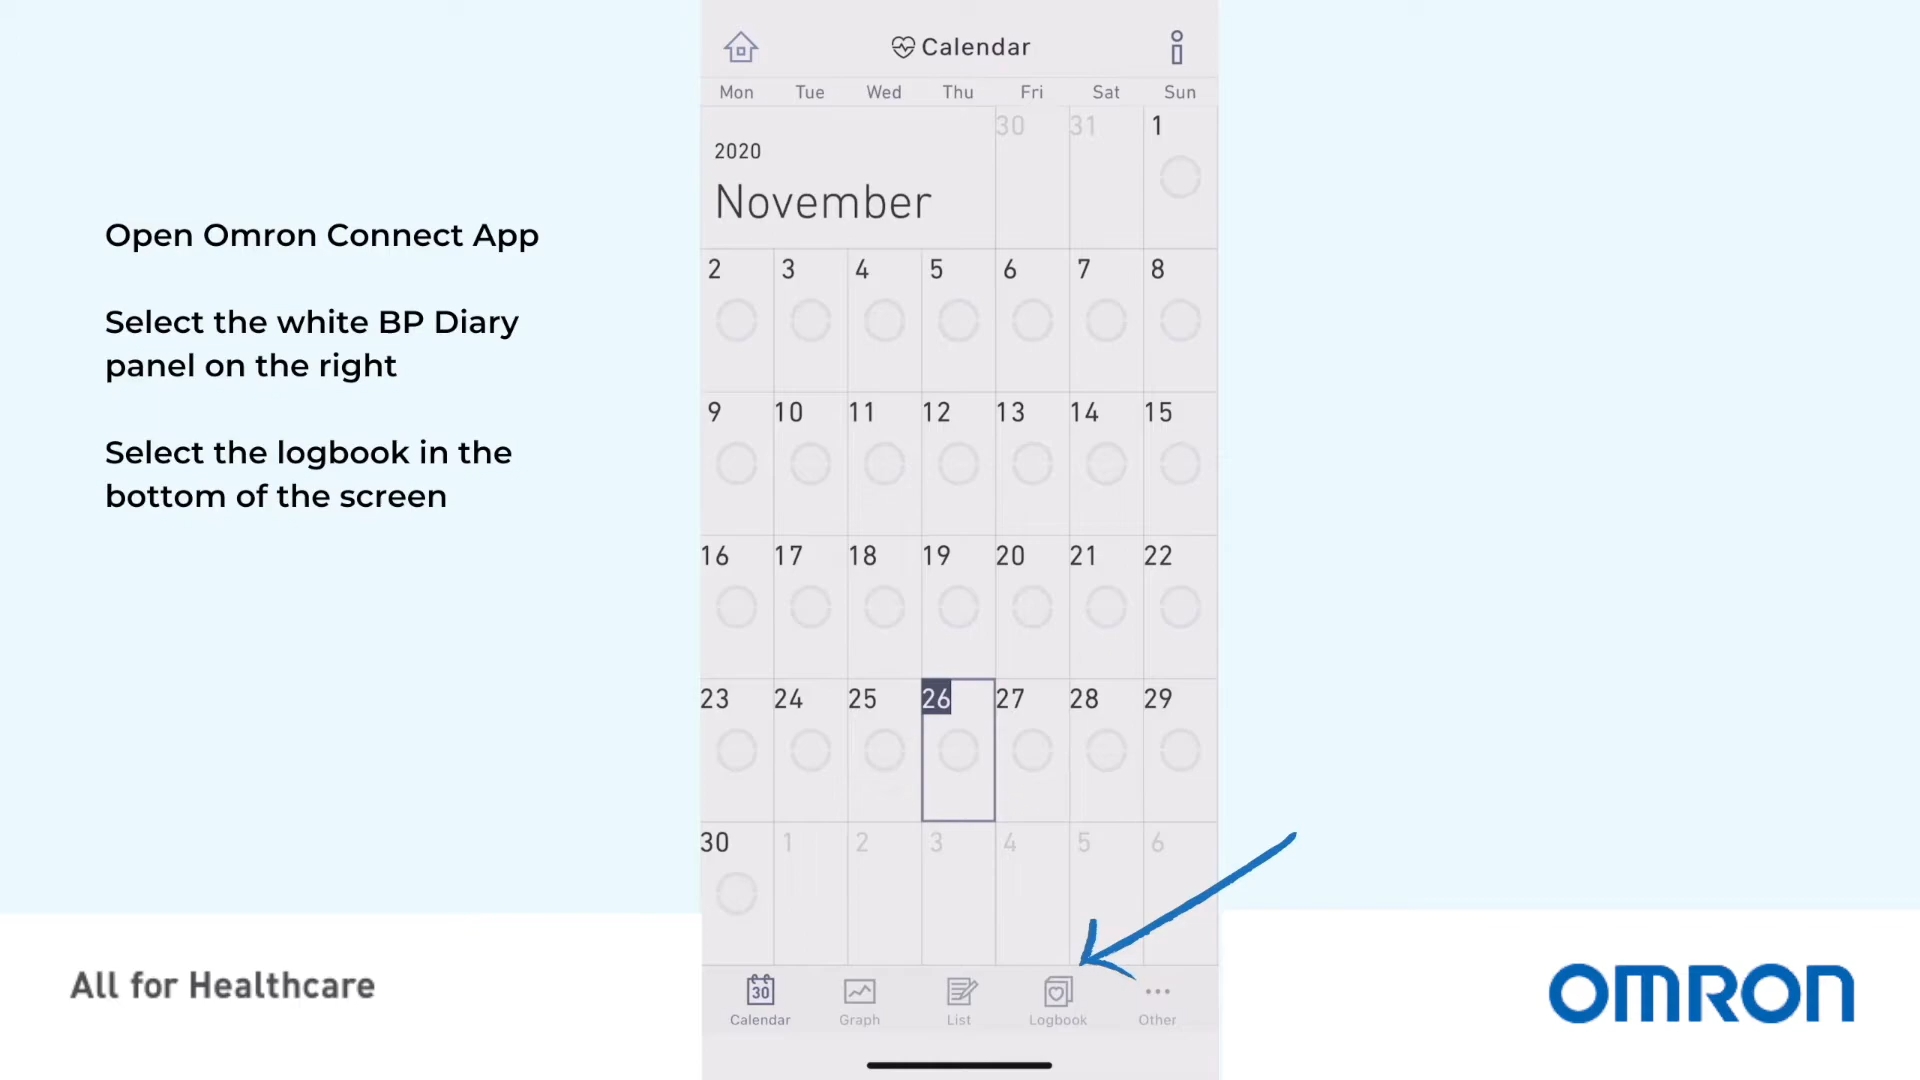 Calendar
Mon Tue Wed Thu Fri Sat Sun
30 31 1
2020
November
2 3 4 5 6 7 8
9 10 11 12 13 14 15
16 17 18 19 20 21 22
23 24 25 26 27 28 29
30 1 2 3 4 5 6
30
Calendar Graph List Logbook Other
Open Omron Connect App
Select the white BP Diary
panel on the right
Select the logbook in the
bottom of the screen
All for Healthcare
OMRON